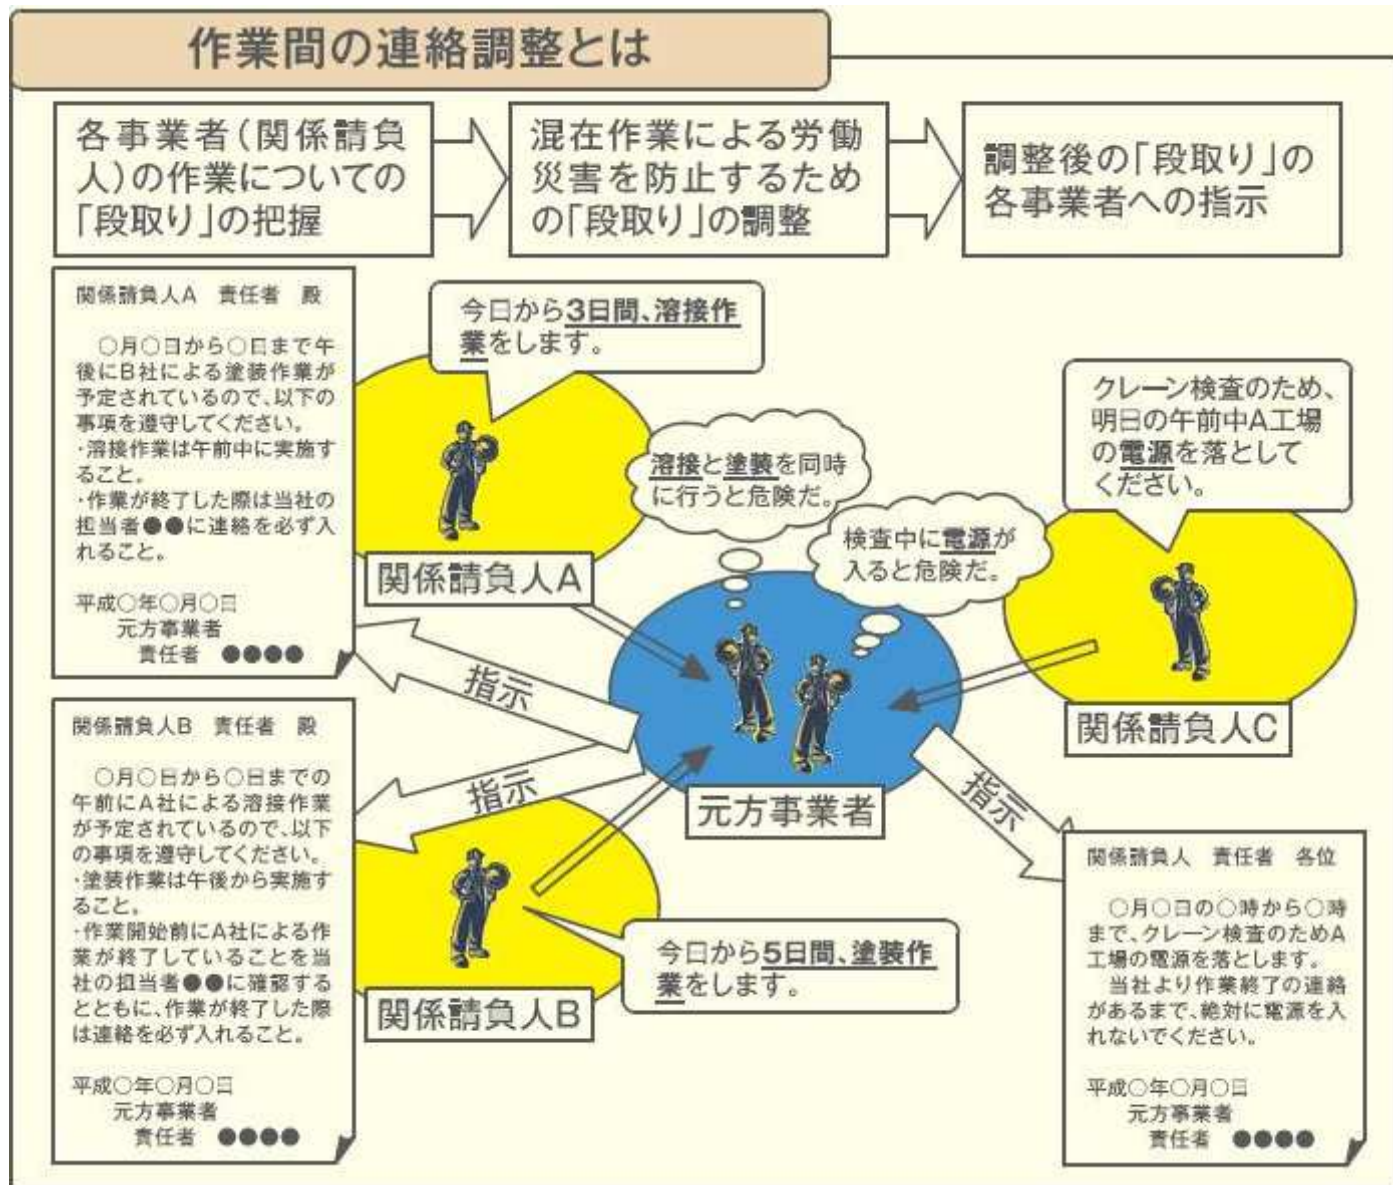 作業間の連絡調整とは
各事業者(関係請負
人)の作業についての
「段取り」の把握
混在作業による労働
災害を防止するため
の「段取り」の調整
調整後の「段取り」の
各事業者への指示
関係請負人A 責任者 殿
○月○日から○日まで午
後にB社による塗装作業が
予定されているので、以下の
事項を遵守してください。
・溶接作業は午前中に実施す
ること。
・作業が終了した際は当社の
担当者●●に連絡を必ず入
れること。
平成○年○月○日
元方事業者
責任者 ●●●●
今日から3日間、溶接作
業をします。
関係請負人A
溶接と塗装を同時
に行うと危険だ。
検査中に電源が
入ると危険だ。
クレーン検査のため、
明日の午前中A工場
の電源を落として
ください。
関係請負人C
指示
指示
指示
元方事業者
関係請負人B 責任者 殿
○月○日から○日までの
午前にA社による溶接作業
が予定されているので、以下
の事項を遵守してください。
・塗装作業は午後から実施す
ること。
・作業開始前にA社による作
業が終了していることを当
社の担当者●●に確認する
とともに、作業が終了した際
は連絡を必ず入れること。
平成○年○月○日
元方事業者
責任者 ●●●●
関係請負人B
今日から5日間、塗装作
業をします。
関係請負人 責任者 各位
○月○日の○時から○時
まで、クレーン検査のためA
工場の電源を落とします。
当社より作業終了の連絡
があるまで、絶対に電源を入
れないでください。
平成○年○月○日
元方事業者
責任者 ●●●●